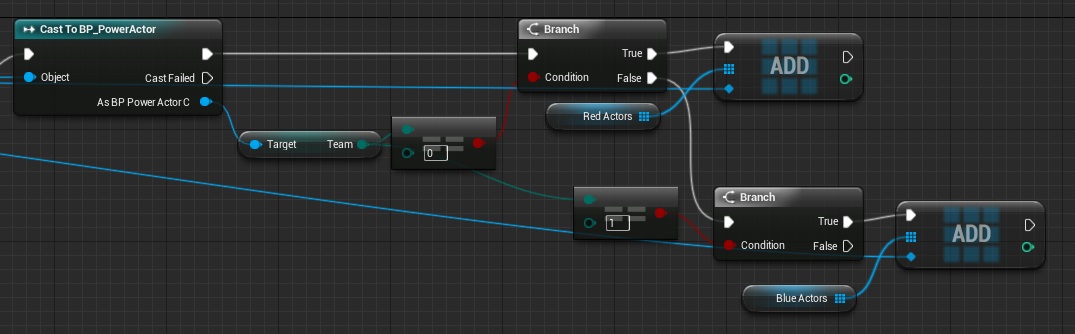 Cast To BP_PowerActor
Object
Cast Failed
As BP Power Actor C
Target
Team
0
Branch
Condition
True
False
Red Actors
ADD
1
Branch
Condition
True
False
Blue Actors
ADD